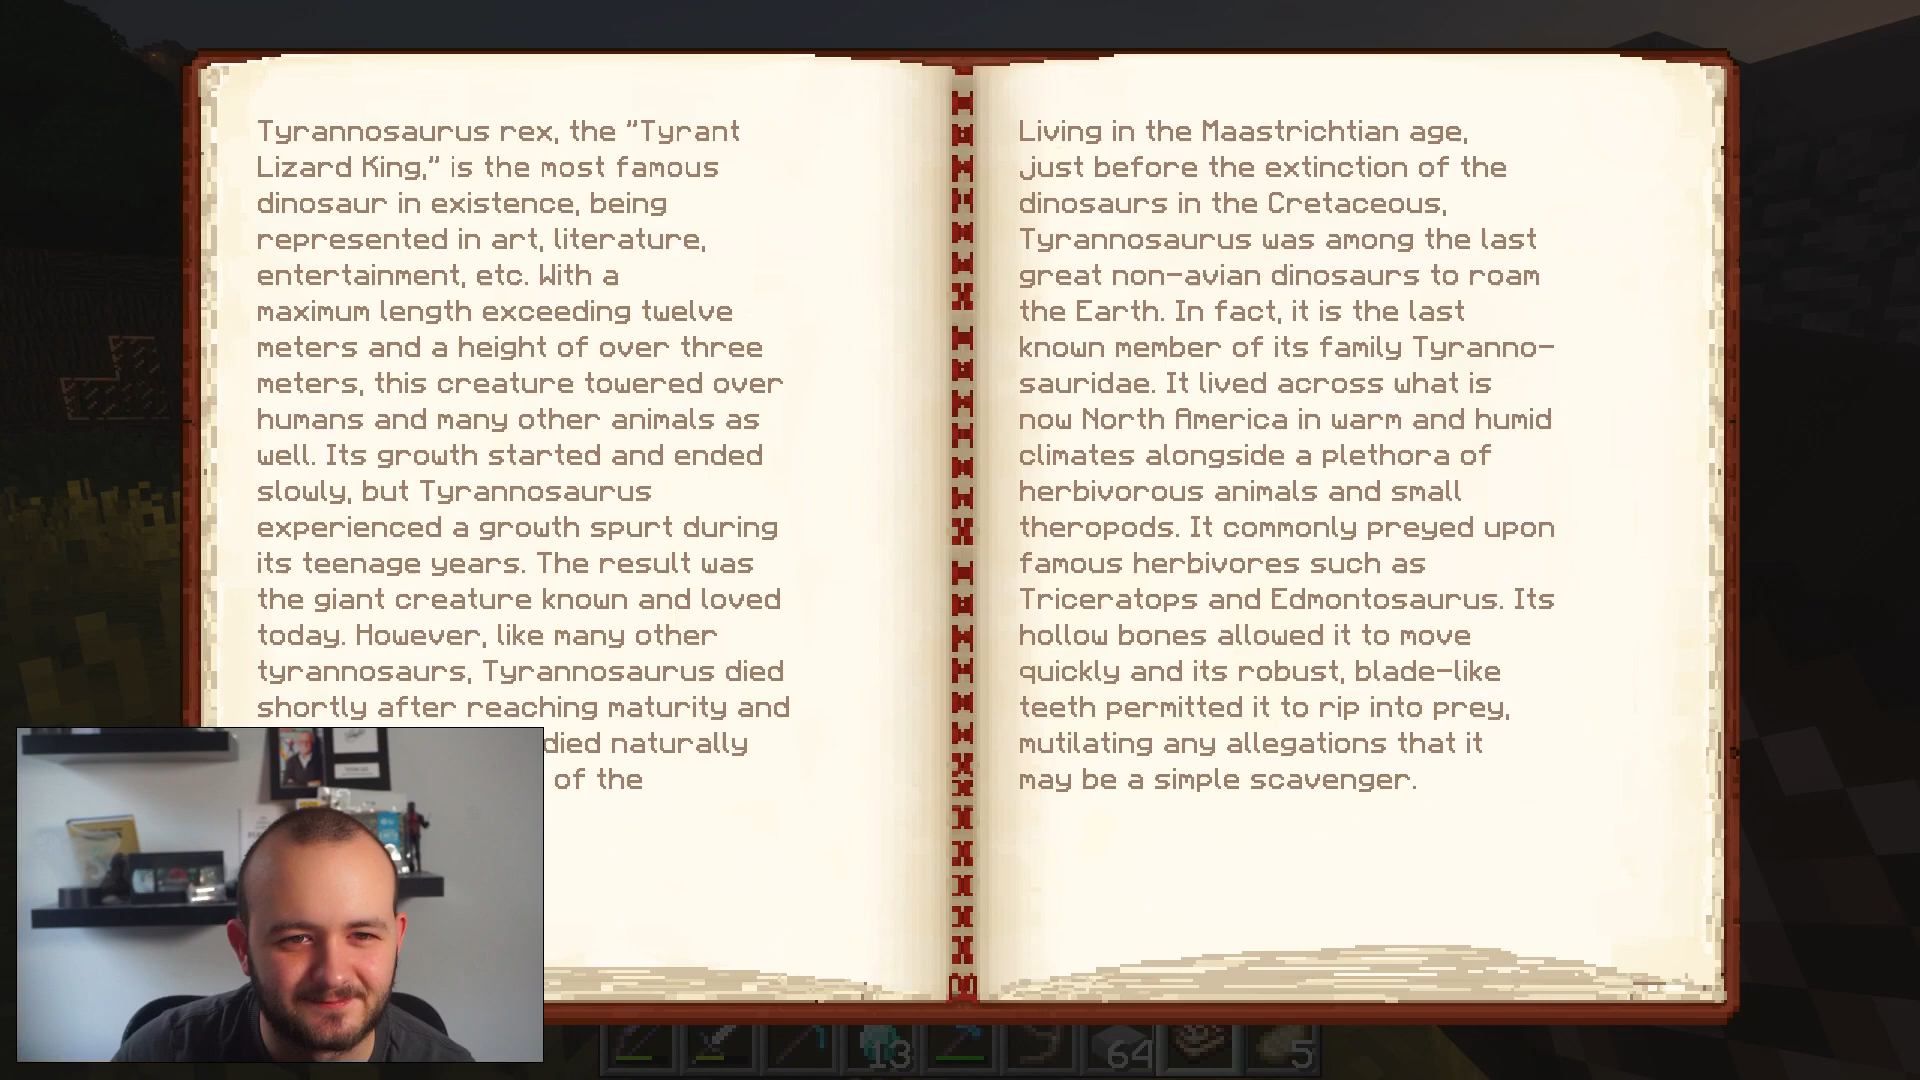 Tyrannosaurus rex, the "Tyrant
Lizard King," is the most famous
dinosaur in existence, being
represented in art, literature,
entertainment, etc. With a
maximum length exceeding twelve
meters and a height of over three
meters, this creature towered over
humans and many other animals as
well. Its growth started and ended
slowly, but Tyrannosaurus
experienced a growth spurt during
its teenage years. The result was
the giant creature known and loved
today. However, like many other
tyrannosaurs, Tyrannosaurus died
shortly after reaching maturity and
died naturally
of the
Living in the Maastrichtian age,
just before the extinction of the
dinosaurs in the Cretaceous,
Tyrannosaurus was among the last
great non-avian dinosaurs to roam
the Earth. In fact, it is the last
known member of its family Tyranno-
sauridae. It lived across what is
now North America in warm and humid
climates alongside a plethora of
herbivorous animals and small
theropods. It commonly preyed upon
famous herbivores such as
Triceratops and Edmontosaurus. Its
hollow bones allowed it to move
quickly and its robust, blade-like
teeth permitted it to rip into prey,
mutilating any allegations that it
may be a simple scavenger.
13
64
5